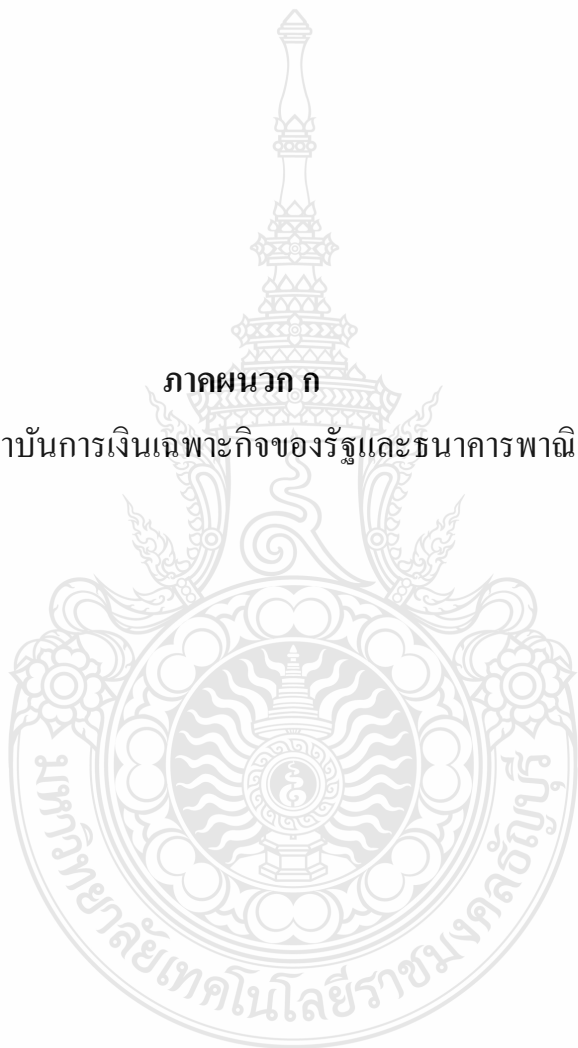 ภาคผนวก ก
าบันการเงินเฉพาะกิจของรัฐและธนาคารพาณิ
มหาวิทยาลัยเทคโนโลยีราชมงคลธัญบุรี